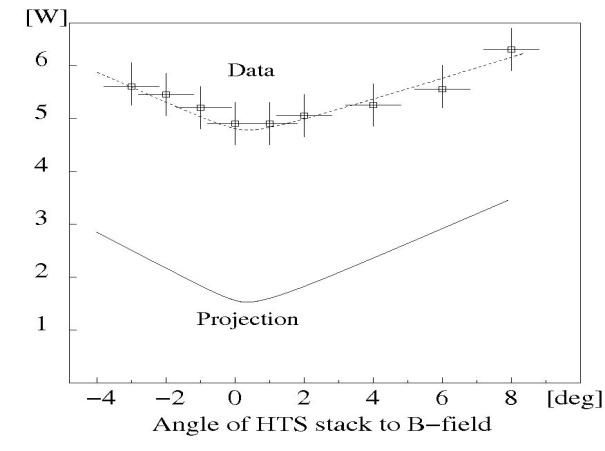 [W]
6
Data
5
4
3
2
Projection
1
−4 −2 0 2 4 6 8 [deg]
Angle of HTS stack to B−field